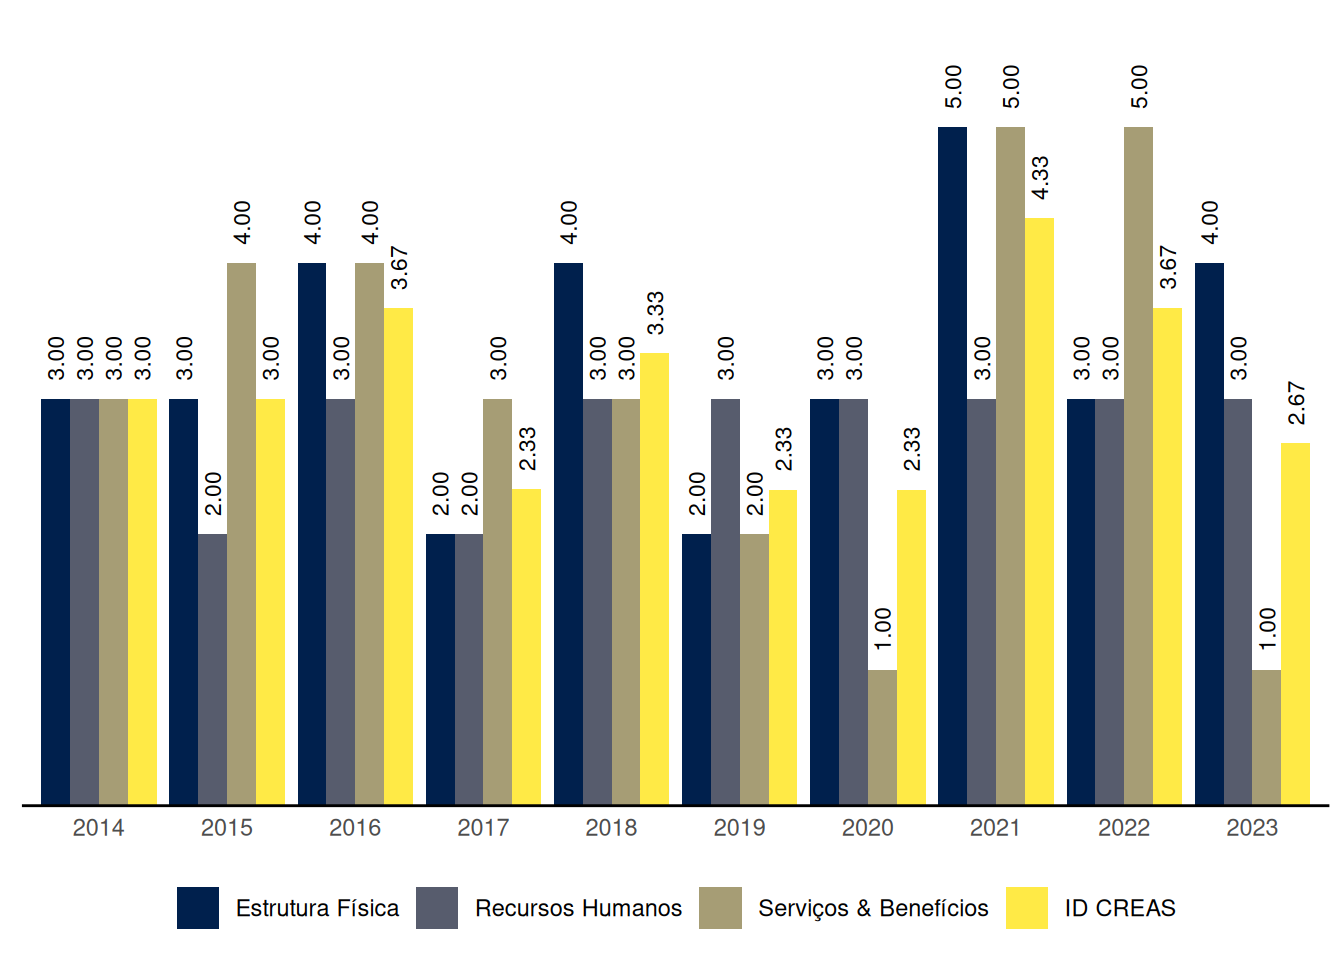 3.00 3.00 3.00 3.00 3.00 2.00 4.00 3.00 4.00 3.00 4.00 3.67 2.00 2.00 3.00 2.33 4.00 3.00 3.00 3.33 2.00 3.00 2.00 2.33 3.00 3.00 1.00 2.33 5.00 3.00 5.00 4.33 3.00 3.00 5.00 3.67 4.00 3.00 1.00 2.67
2014 2015 2016 2017 2018 2019 2020 2021 2022 2023
Estrutura Física Recursos Humanos Serviços & Benefícios ID CREAS